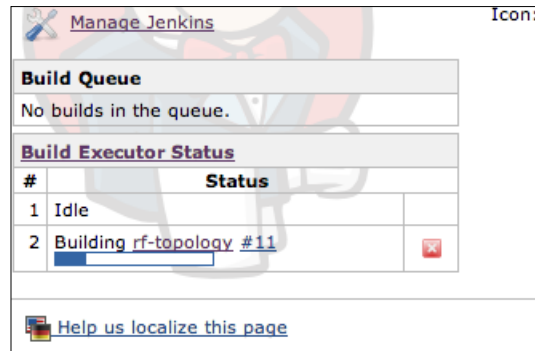 Manage Jenkins
Icon:
Build Queue
No builds in the queue.
Build Executor Status
# Status
1 Idle
2 Building rf-topology #11
Help us localize this page